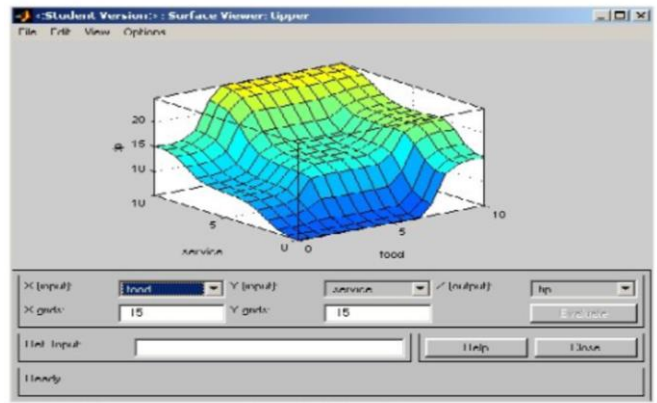 <Student Version> : Surface Viewer: tipper
File Edit View Options
20
15
10
10
5
0
0
5
10
tip
service
food
X (input): food Y (input): service Z (output): tip
X grids: 15 Y grids: 15 Evaluate
Ref. Input: Help Close
Ready